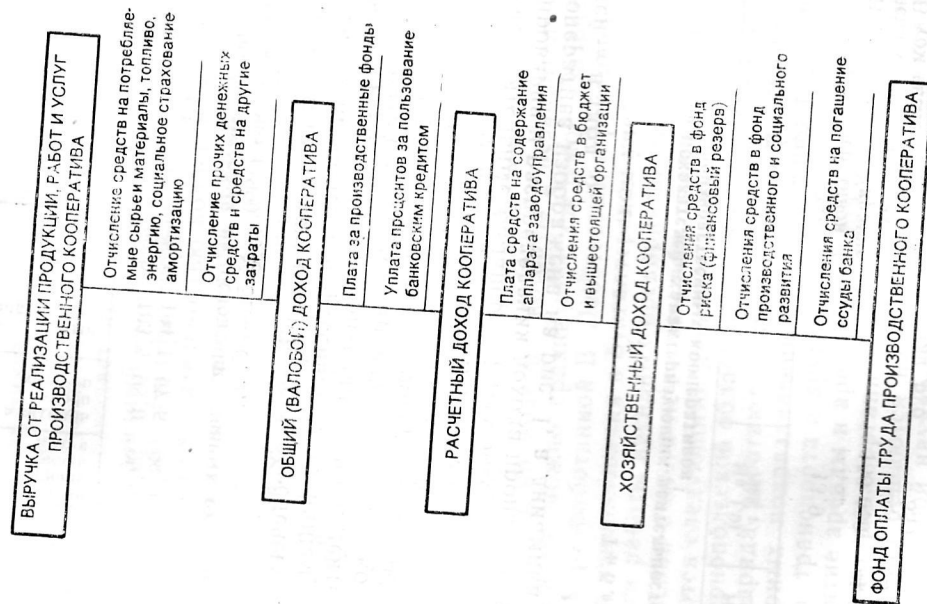 ВЫРУЧКА ОТ РЕАЛИЗАЦИИ ПРОДУКЦИИ, РАБОТ И УСЛУГ
ПРОИЗВОДСТВЕННОГО КООПЕРАТИВА
Отчисление средств на потребляе-
мые сырье и материалы, топливо,
энергию, социальное страхование
амортизацию
Отчисление прочих денежных
средств и средств на другие
затраты
ОБЩИЙ (ВАЛОВОЙ) ДОХОД КООПЕРАТИВА
Плата за производственные фонды
Уплата процентов за пользование
банковским кредитом
РАСЧЕТНЫЙ ДОХОД КООПЕРАТИВА
Плата средств на содержание
аппарата заводоуправления
Отчисления средств в бюджет
и вышестоящей организации
ХОЗЯЙСТВЕННЫЙ ДОХОД КООПЕРАТИВА
Отчисления средств в фонд
риска (финансовый резерв)
Отчисления средств в фонд
производственного и социального
развития
Отчисления средств на погашение
ссуды банка
ФОНД ОПЛАТЫ ТРУДА ПРОИЗВОДСТВЕННОГО КООПЕРАТИВА